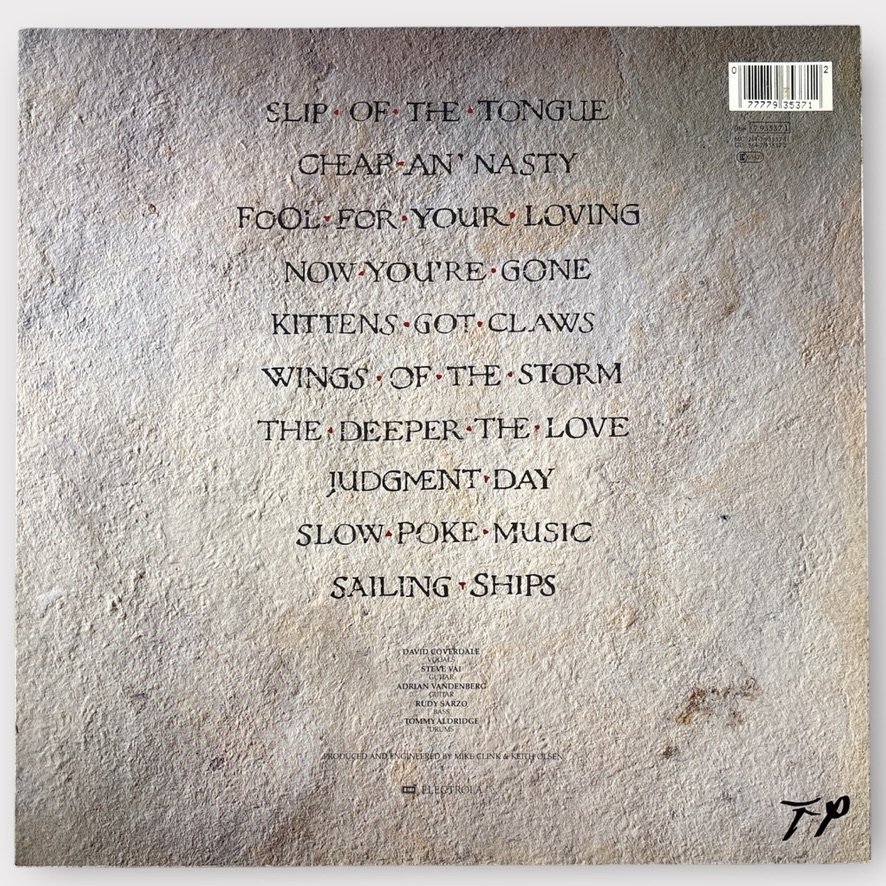 0 77779 35371 2
SLIP · OF · THE · TONGUE
CHEAP · AN' NASTY
FOOL · FOR · YOUR · LOVING
NOW · YOU'RE · GONE
KITTENS · GOT · CLAWS
WINGS · OF · THE · STORM
THE · DEEPER · THE · LOVE
JUDGMENT · DAY
SLOW · POKE · MUSIC
SAILING · SHIPS
DAVID COVERDALE
VOCALS
STEVE VAI
GUITAR
ADRIAN VANDENBERG
GUITAR
RUDY SARZO
BASS
TOMMY ALDRIDGE
DRUMS
PRODUCED AND ENGINEERED BY MIKE CLINK & KEITH OLSEN
EMI ELECTROLA
TP